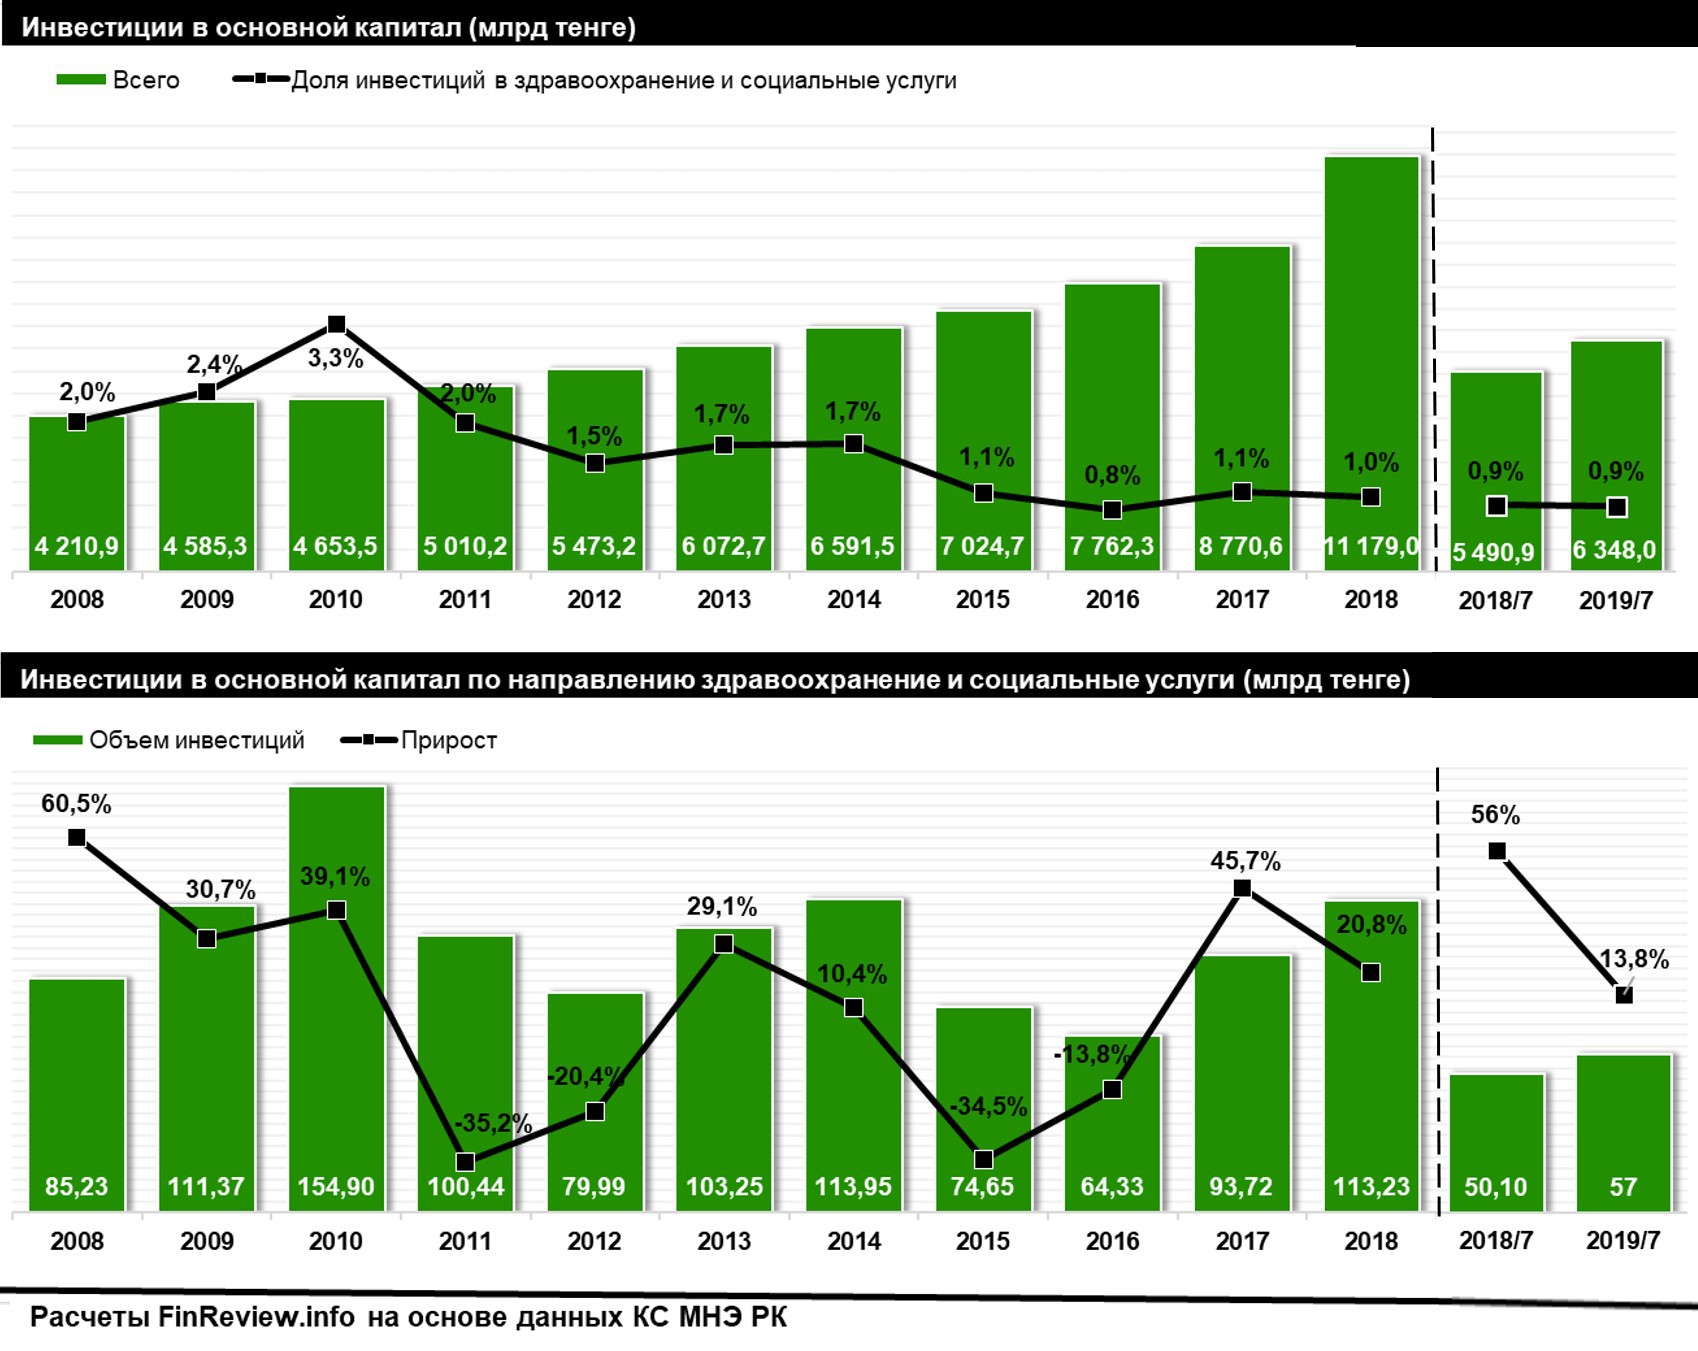 Инвестиции в основной капитал (млрд тенге)
Всего Доля инвестиций в здравоохранение и социальные услуги
2,0% 2,4% 3,3% 2,0% 1,5% 1,7% 1,7% 1,1% 0,8% 1,1% 1,0% 0,9% 0,9%
4 210,9 4 585,3 4 653,5 5 010,2 5 473,2 6 072,7 6 591,5 7 024,7 7 762,3 8 770,6 11 179,0 5 490,9 6 348,0
2008 2009 2010 2011 2012 2013 2014 2015 2016 2017 2018 2018/7 2019/7
Инвестиции в основной капитал по направлению здравоохранение и социальные услуги (млрд тенге)
Объем инвестиций Прирост
60,5% 30,7% 39,1% -35,2% -20,4% 29,1% 10,4% -34,5% -13,8% 45,7% 20,8% 56% 13,8%
85,23 111,37 154,90 100,44 79,99 103,25 113,95 74,65 64,33 93,72 113,23 50,10 57
2008 2009 2010 2011 2012 2013 2014 2015 2016 2017 2018 2018/7 2019/7
Расчеты FinReview.info на основе данных КС МНЭ РК